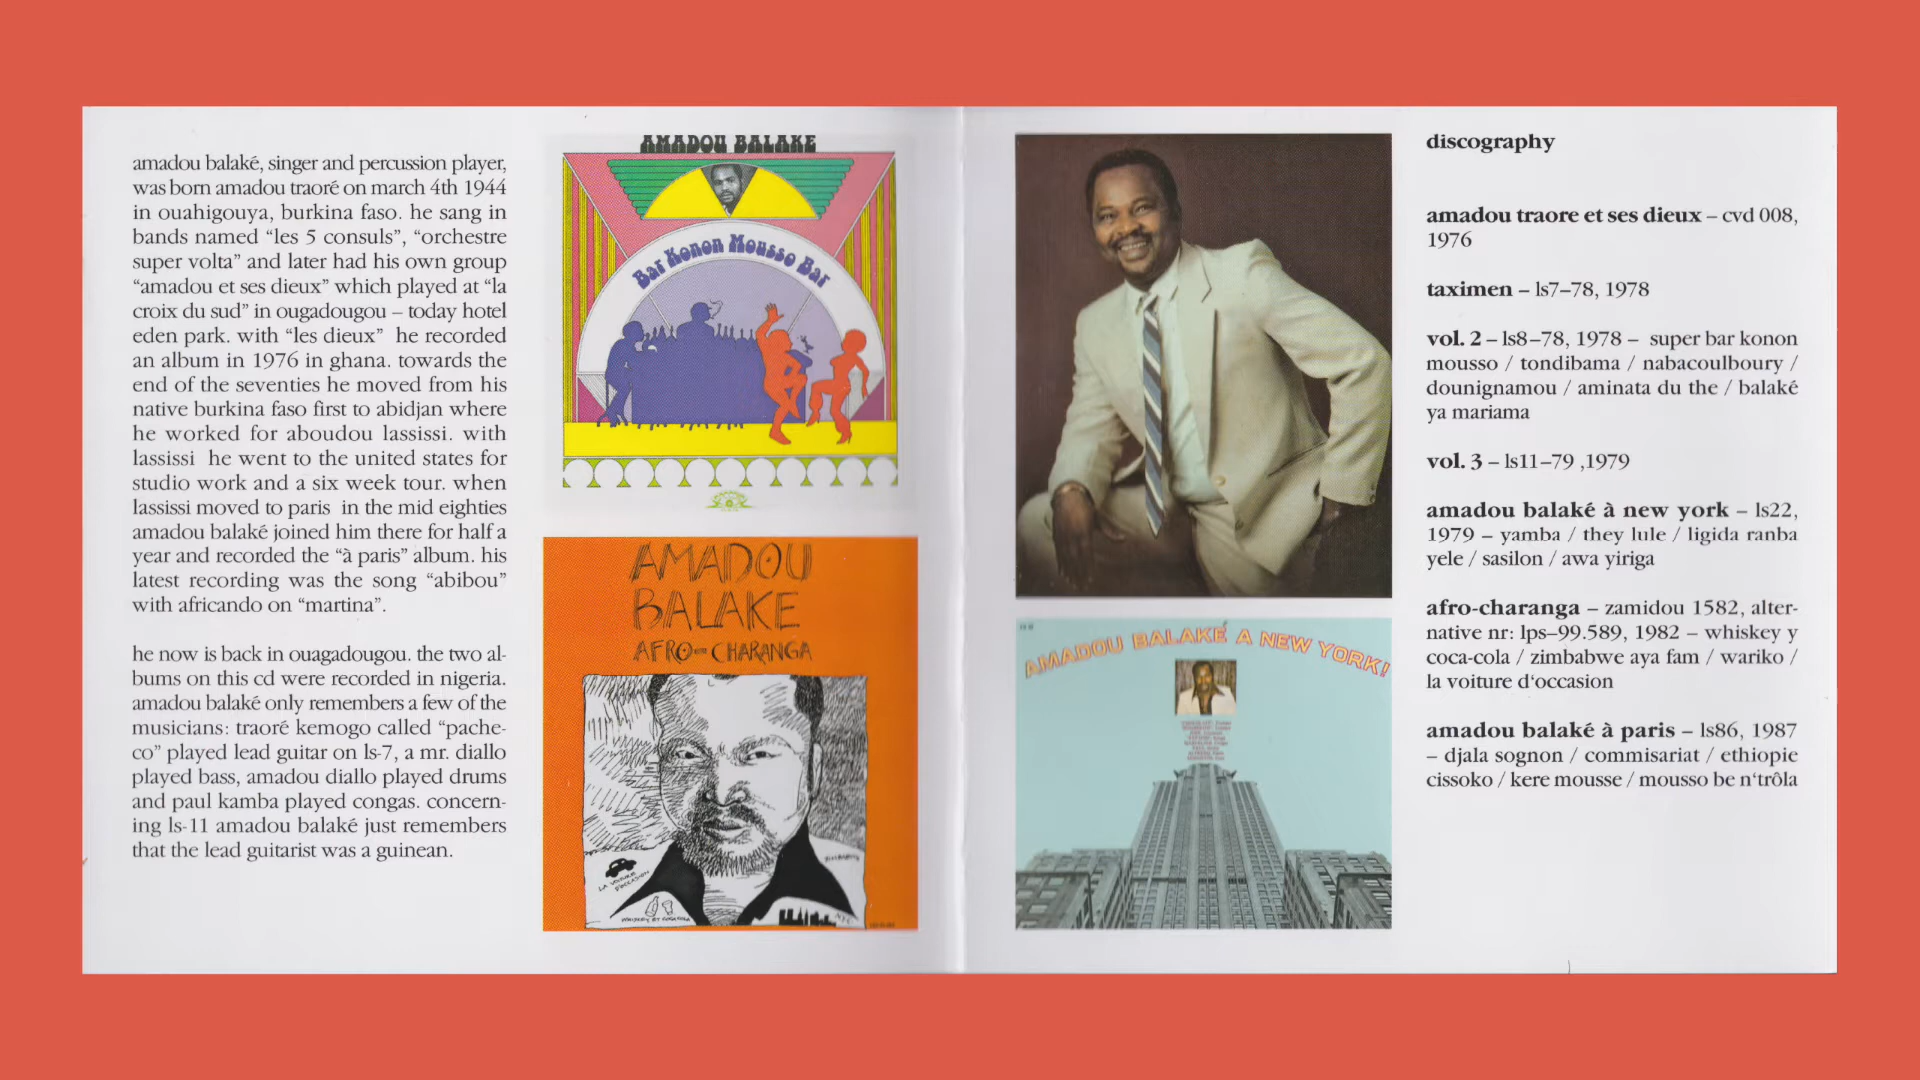 amadou balaké, singer and percussion player,
was born amadou traoré on march 4th 1944
in ouahigouya, burkina faso. he sang in
bands named “les 5 consuls”, “orchestre
super volta” and later had his own group
“amadou et ses dieux” which played at “la
croix du sud” in ougadougou – today hotel
eden park. with “les dieux” he recorded
an album in 1976 in ghana. towards the
end of the seventies he moved from his
native burkina faso first to abidjan where
he worked for aboudou lassissi. with
lassissi he went to the united states for
studio work and a six week tour. when
lassissi moved to paris in the mid eighties
amadou balaké joined him there for half a
year and recorded the “à paris” album. his
latest recording was the song “abibou”
with africando on “martina”.
he now is back in ouagadougou. the two al-
bums on this cd were recorded in nigeria.
amadou balaké only remembers a few of the
musicians: traoré kemogo called “pache-
co” played lead guitar on ls-7, a mr. diallo
played bass, amadou diallo played drums
and paul kamba played congas. concern-
ing ls-11 amadou balaké just remembers
that the lead guitarist was a guinean.
AMADOU BALAKE
Bar Konon Mousso Bar
AMADOU
BALAKE
AFRO-CHARANGA
LA VOITURE
D'OCCASION
WHISKEY ET COCA COLA
ZIMBABWE
NYC
AMADOU BALAKÉ A NEW YORK!
discography
amadou traore et ses dieux – cvd 008,
1976
taximen – ls7–78, 1978
vol. 2 – ls8–78, 1978 – super bar konon
mousso / tondibama / nabacoulboury /
dounignamou / aminata du the / balaké
ya mariama
vol. 3 – ls11–79 ,1979
amadou balaké à new york – ls22,
1979 – yamba / they lule / ligida ranba
yele / sasilon / awa yiriga
afro-charanga – zamidou 1582, alter-
native nr: lps–99.589, 1982 – whiskey y
coca-cola / zimbabwe aya fam / wariko /
la voiture d‘occasion
amadou balaké à paris – ls86, 1987
– djala sognon / commisariat / ethiopie
cissoko / kere mousse / mousso be n‘trôla